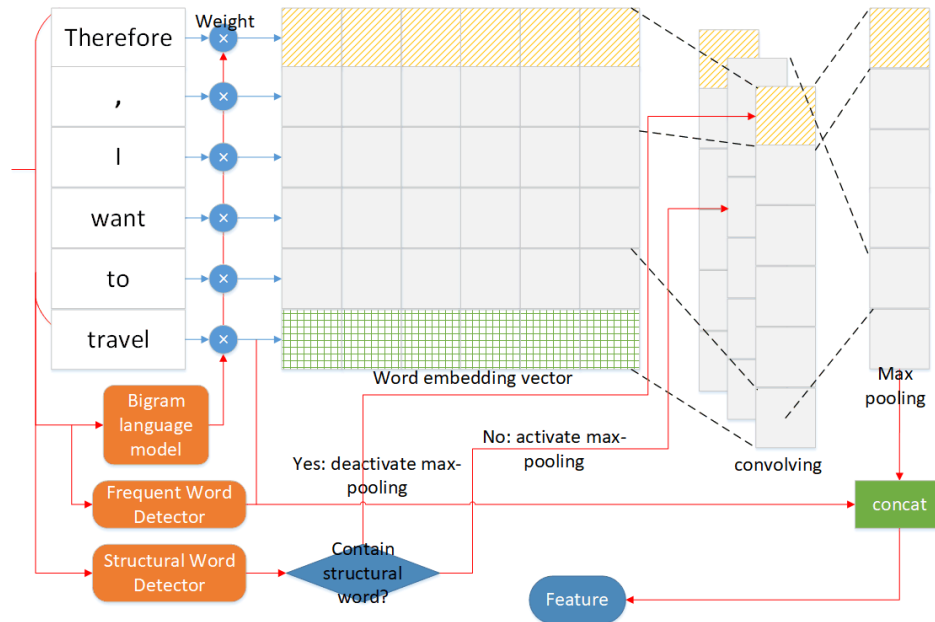 Weight
Therefore
,
I
want
to
travel
Word embedding vector
Max
pooling
Bigram
language
model
No: activate max-
pooling
convolving
Yes: deactivate max-
pooling
Frequent Word
Detector
concat
Structural Word
Detector
Contain
structural
word?
Feature